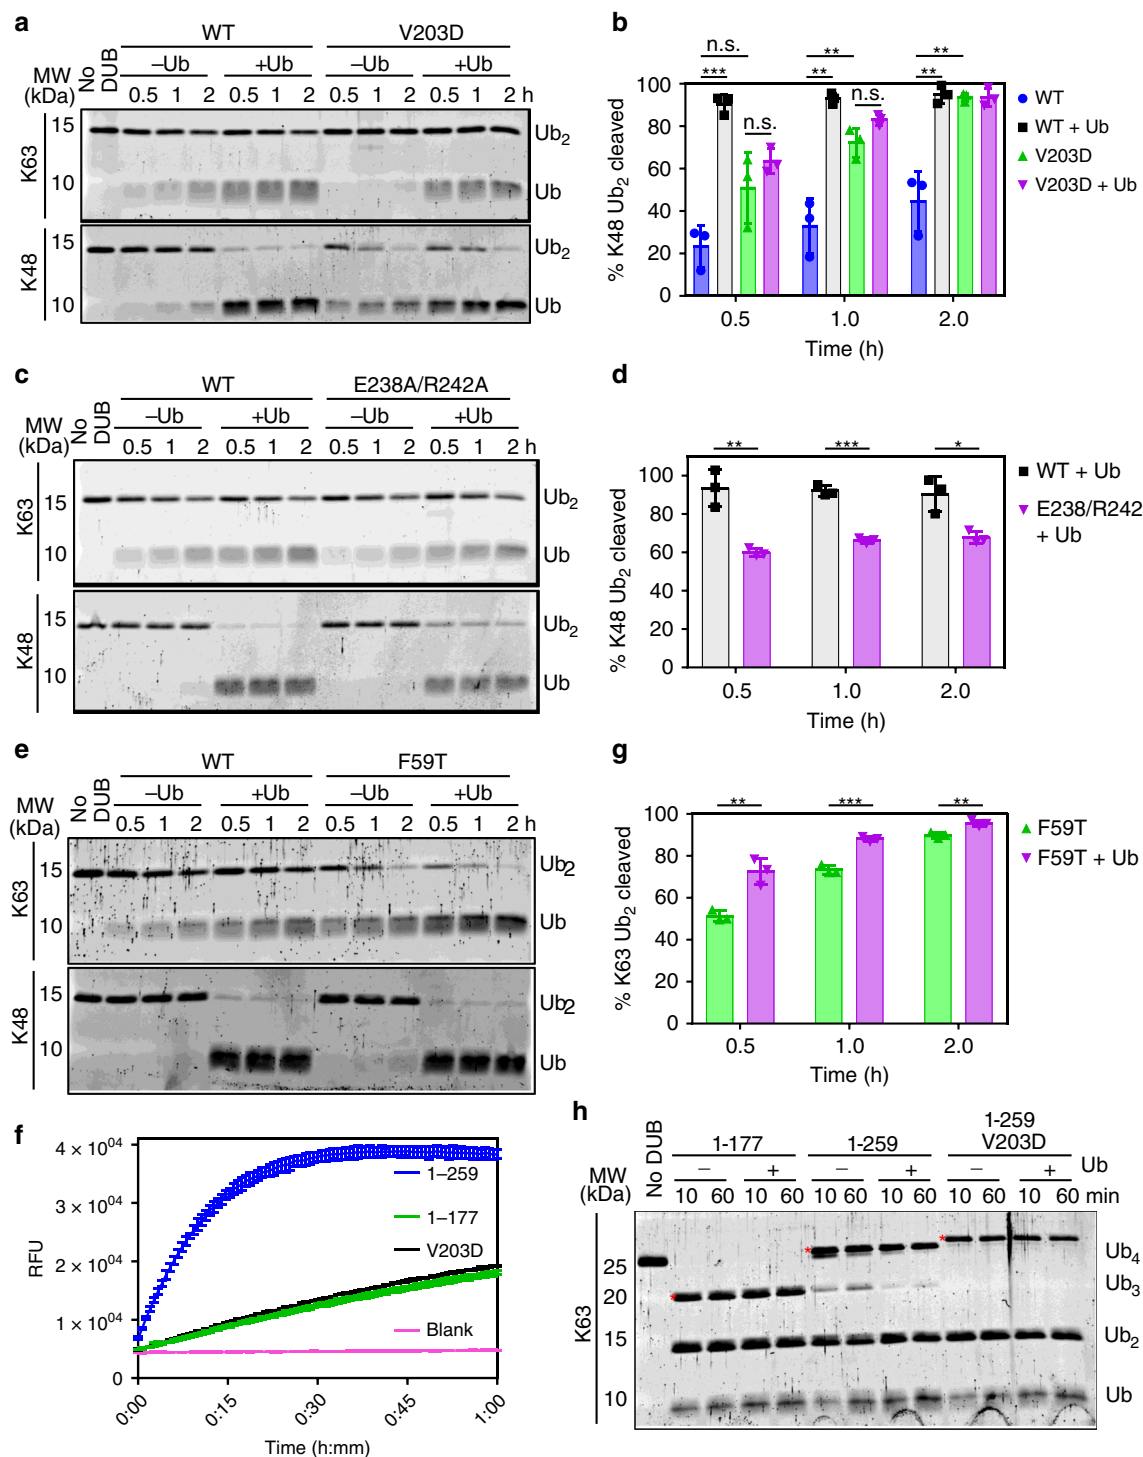 a
WT V203D
MW (kDa) No DUB –Ub +Ub –Ub +Ub
0.5 1 2 0.5 1 2 0.5 1 2 0.5 1 2 h
K63 15 Ub2
10 Ub
K48 15 Ub2
10 Ub
b
n.s. ** **
*** ** n.s. **
n.s.
% K48 Ub2 cleaved
100
80
60
40
20
0
0.5 1.0 2.0
Time (h)
WT
WT + Ub
V203D
V203D + Ub
c
WT E238A/R242A
MW (kDa) No DUB –Ub +Ub –Ub +Ub
0.5 1 2 0.5 1 2 0.5 1 2 0.5 1 2 h
K63 15 Ub2
10 Ub
K48 15 Ub2
10 Ub
d
** *** *
% K48 Ub2 cleaved
100
80
60
40
20
0
0.5 1.0 2.0
Time (h)
WT + Ub
E238/R242
+ Ub
e
WT F59T
MW (kDa) No DUB –Ub +Ub –Ub +Ub
0.5 1 2 0.5 1 2 0.5 1 2 0.5 1 2 h
K63 15 Ub2
10 Ub
K48 15 Ub2
10 Ub
g
** *** **
% K63 Ub2 cleaved
100
80
60
40
20
0
0.5 1.0 2.0
Time (h)
F59T
F59T + Ub
f
RFU
4 × 10⁰⁴
3 × 10⁰⁴
2 × 10⁰⁴
1 × 10⁰⁴
0
1–259
1–177
V203D
Blank
0:00 0:15 0:30 0:45 1:00
Time (h:mm)
h
1-177 1-259 1-259 V203D
MW (kDa) No DUB – + – + – + Ub
10 60 10 60 10 60 10 60 10 60 10 60 min
K63
25 Ub4
20 Ub3
15 Ub2
10 Ub
* * *